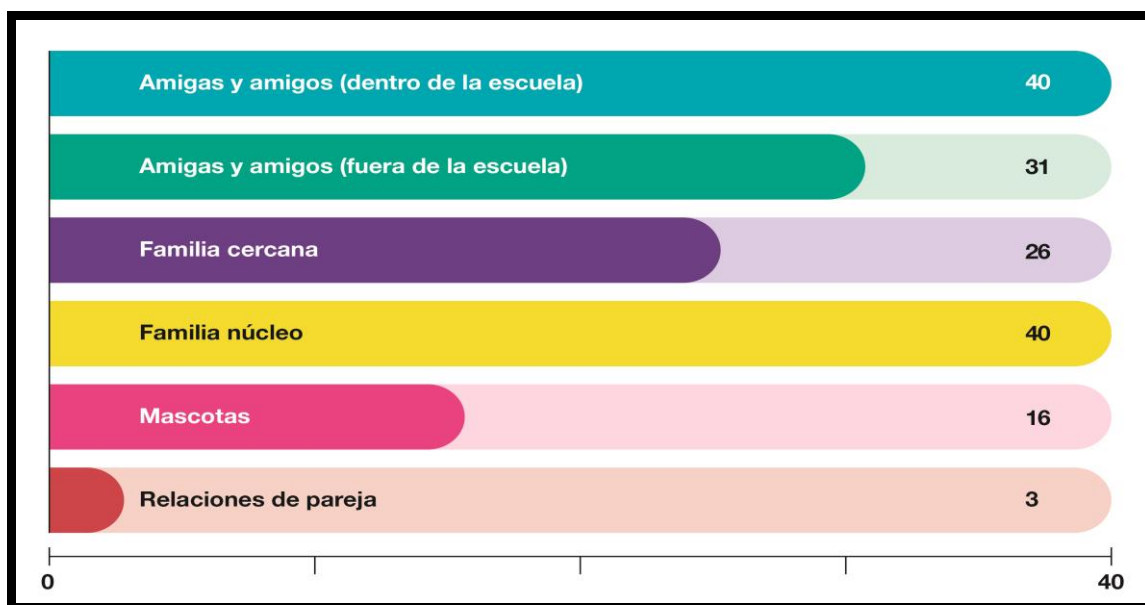 Amigas y amigos (dentro de la escuela) 40
Amigas y amigos (fuera de la escuela) 31
Familia cercana 26
Familia núcleo 40
Mascotas 16
Relaciones de pareja 3
0 40